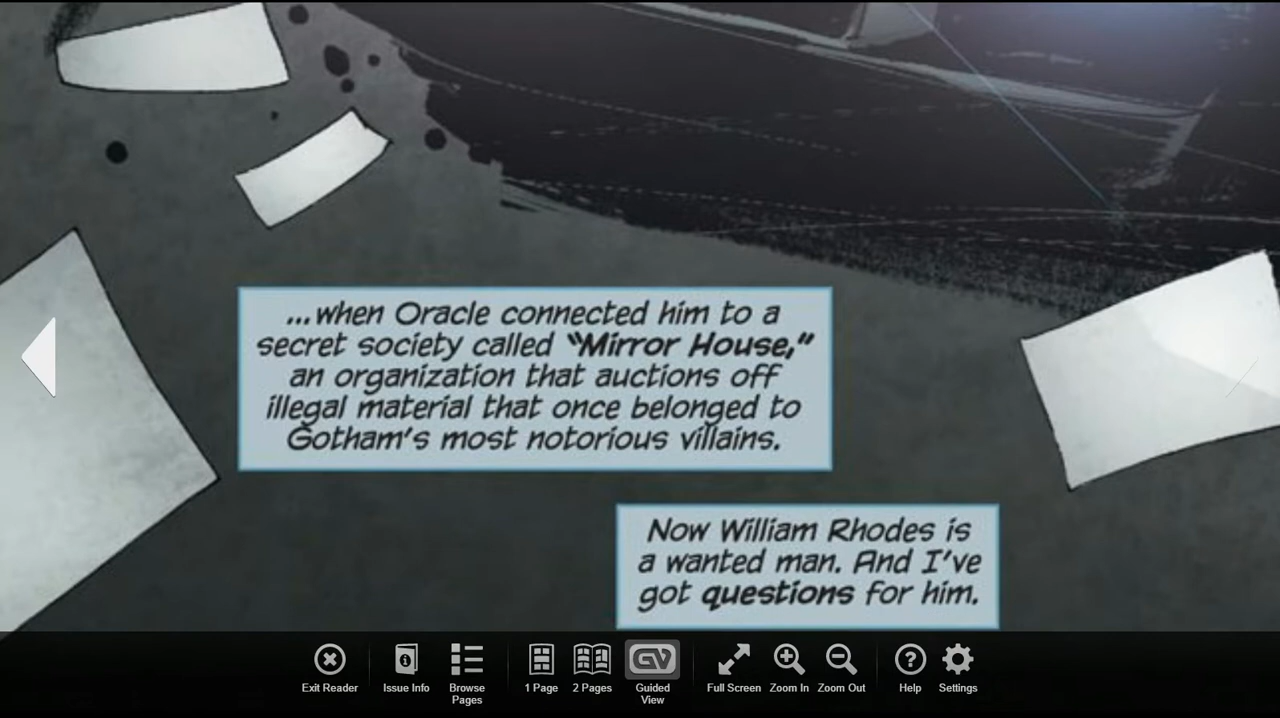 ...when Oracle connected him to a
secret society called “Mirror House,”
an organization that auctions off
illegal material that once belonged to
Gotham's most notorious villains.
Now William Rhodes is
a wanted man. And I've
got questions for him.
GV
Exit Reader
Issue Info
Browse
Pages
1 Page
2 Pages
Guided
View
Full Screen
Zoom In
Zoom Out
?
Help
Settings